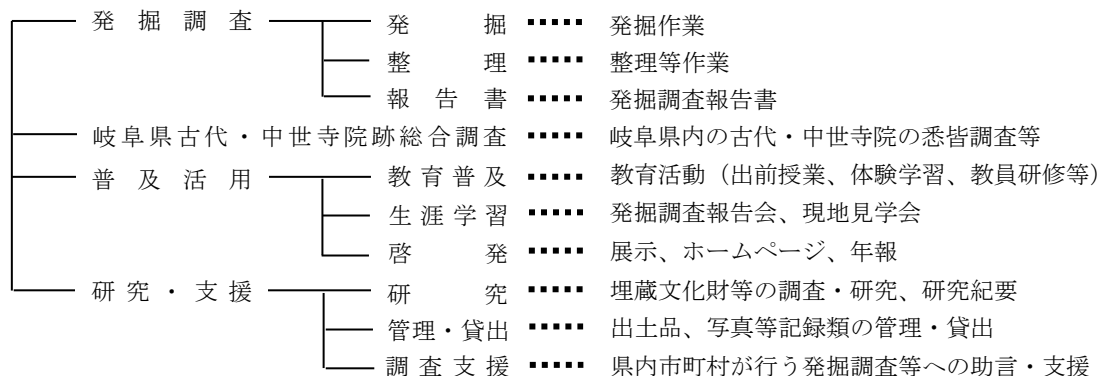 発掘調査 発掘 ・・・・・ 発掘作業
整理 ・・・・・ 整理等作業
報告書 ・・・・・ 発掘調査報告書
岐阜県古代・中世寺院跡総合調査 ・・・・・ 岐阜県内の古代・中世寺院の悉皆調査等
普及活用 教育普及 ・・・・・ 教育活動（出前授業、体験学習、教員研修等）
生涯学習 ・・・・・ 発掘調査報告会、現地見学会
啓発 ・・・・・ 展示、ホームページ、年報
研究・支援 研究 ・・・・・ 埋蔵文化財等の調査・研究、研究紀要
管理・貸出 ・・・・・ 出土品、写真等記録類の管理・貸出
調査支援 ・・・・・ 県内市町村が行う発掘調査等への助言・支援